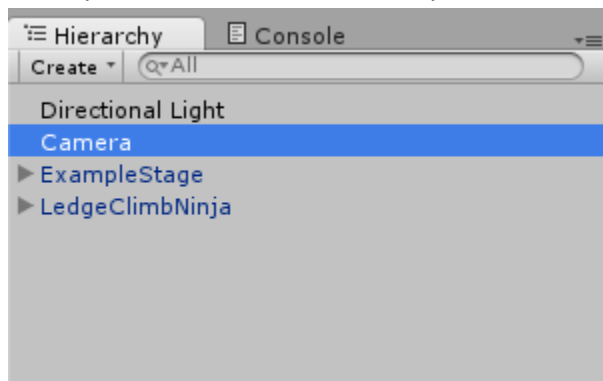 Hierarchy Console
Create All
Directional Light
Camera
ExampleStage
LedgeClimbNinja